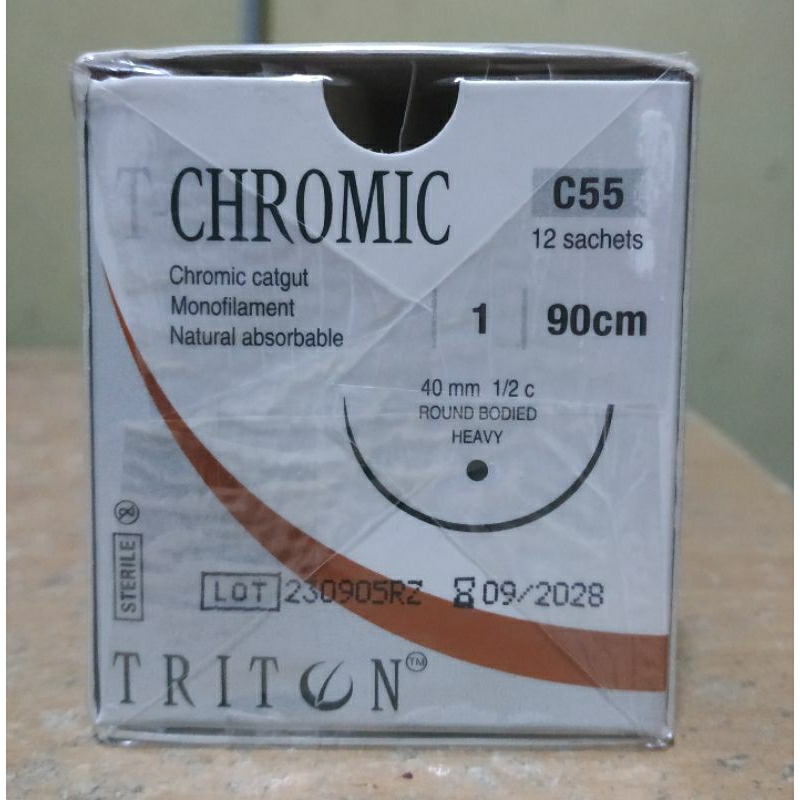 T-CHROMIC
C55
12 sachets
Chromic catgut
Monofilament
Natural absorbable
1
90cm
40 mm 1/2 c
ROUND BODIED
HEAVY
STERILE
LOT 230905RZ 09/2028
TRITON TM